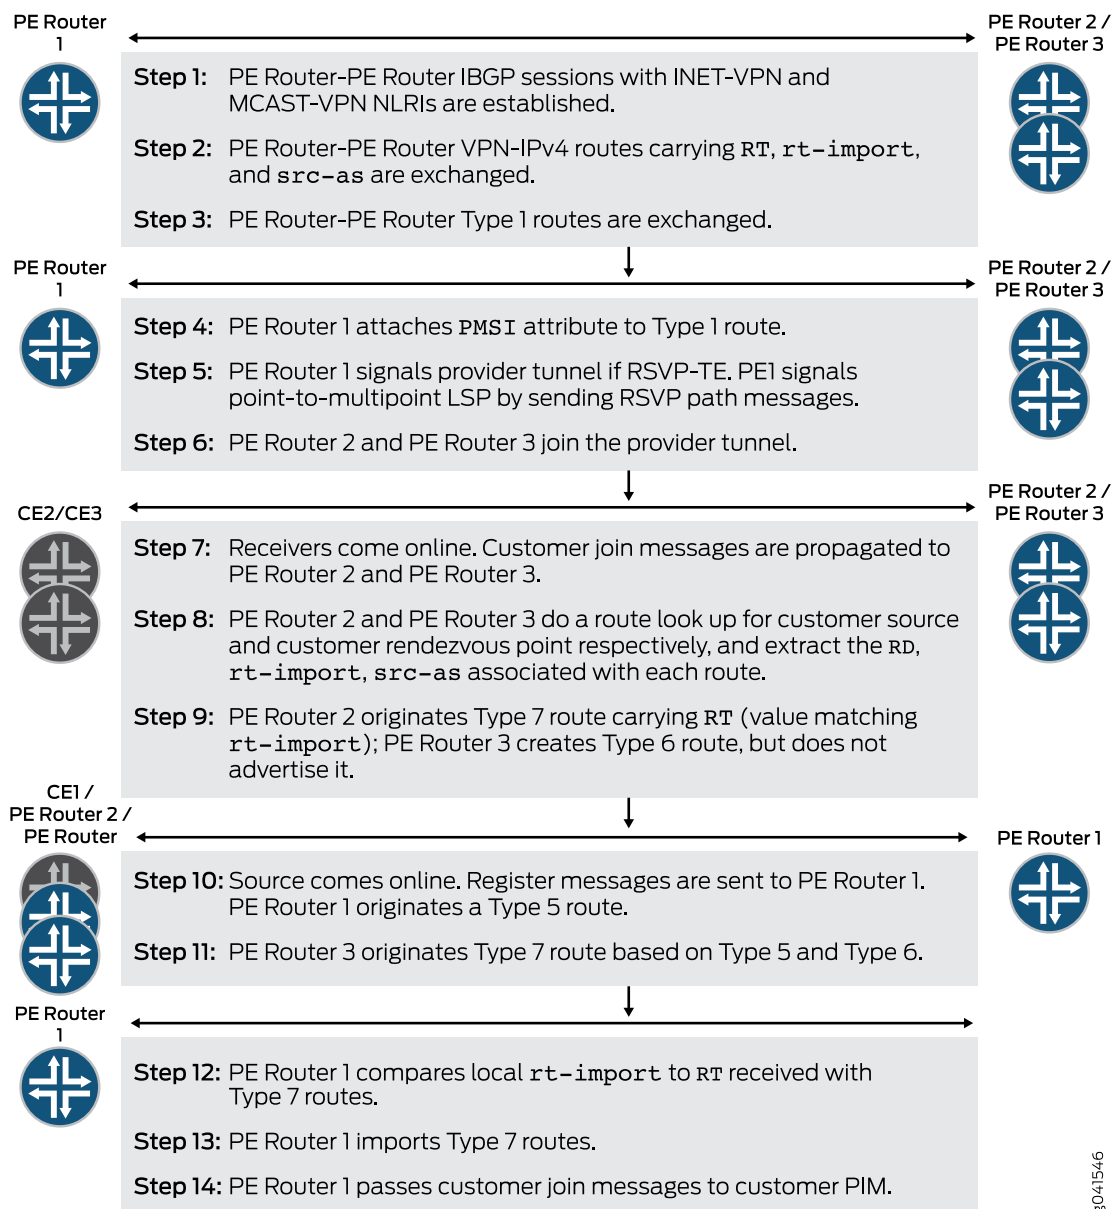 PE Router
1
PE Router 2 /
PE Router 3
Step 1: PE Router-PE Router IBGP sessions with INET-VPN and
MCAST-VPN NLRIs are established.
Step 2: PE Router-PE Router VPN-IPv4 routes carrying RT, rt-import,
and src-as are exchanged.
Step 3: PE Router-PE Router Type 1 routes are exchanged.
PE Router
1
PE Router 2 /
PE Router 3
Step 4: PE Router 1 attaches PMSI attribute to Type 1 route.
Step 5: PE Router 1 signals provider tunnel if RSVP-TE. PE1 signals
point-to-multipoint LSP by sending RSVP path messages.
Step 6: PE Router 2 and PE Router 3 join the provider tunnel.
CE2/CE3
PE Router 2 /
PE Router 3
Step 7: Receivers come online. Customer join messages are propagated to
PE Router 2 and PE Router 3.
Step 8: PE Router 2 and PE Router 3 do a route look up for customer source
and customer rendezvous point respectively, and extract the RD,
rt-import, src-as associated with each route.
Step 9: PE Router 2 originates Type 7 route carrying RT (value matching
rt-import); PE Router 3 creates Type 6 route, but does not
advertise it.
CE1 /
PE Router 2 /
PE Router
PE Router 1
Step 10: Source comes online. Register messages are sent to PE Router 1.
PE Router 1 originates a Type 5 route.
Step 11: PE Router 3 originates Type 7 route based on Type 5 and Type 6.
PE Router
1
Step 12: PE Router 1 compares local rt-import to RT received with
Type 7 routes.
Step 13: PE Router 1 imports Type 7 routes.
Step 14: PE Router 1 passes customer join messages to customer PIM.
g041546